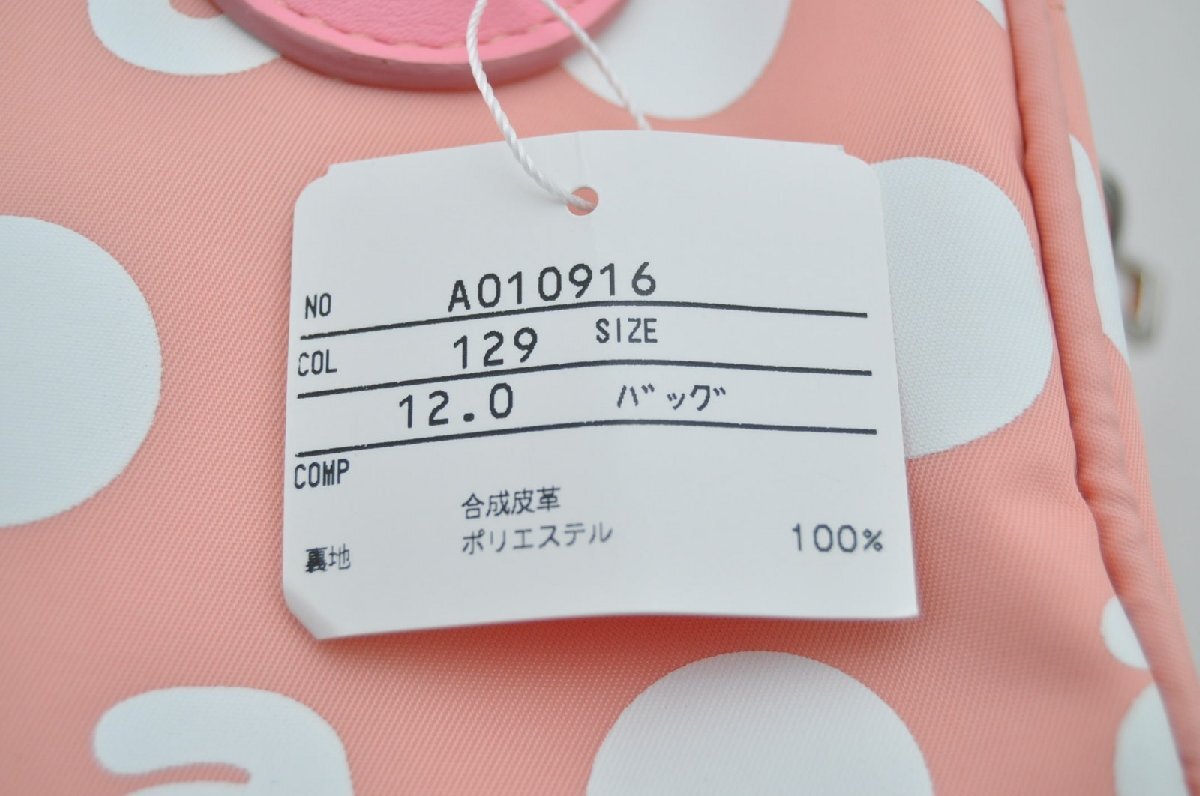 NO A010916
COL 129 SIZE
12.0 バッグ
COMP
合成皮革
ポリエステル 100%
裏地